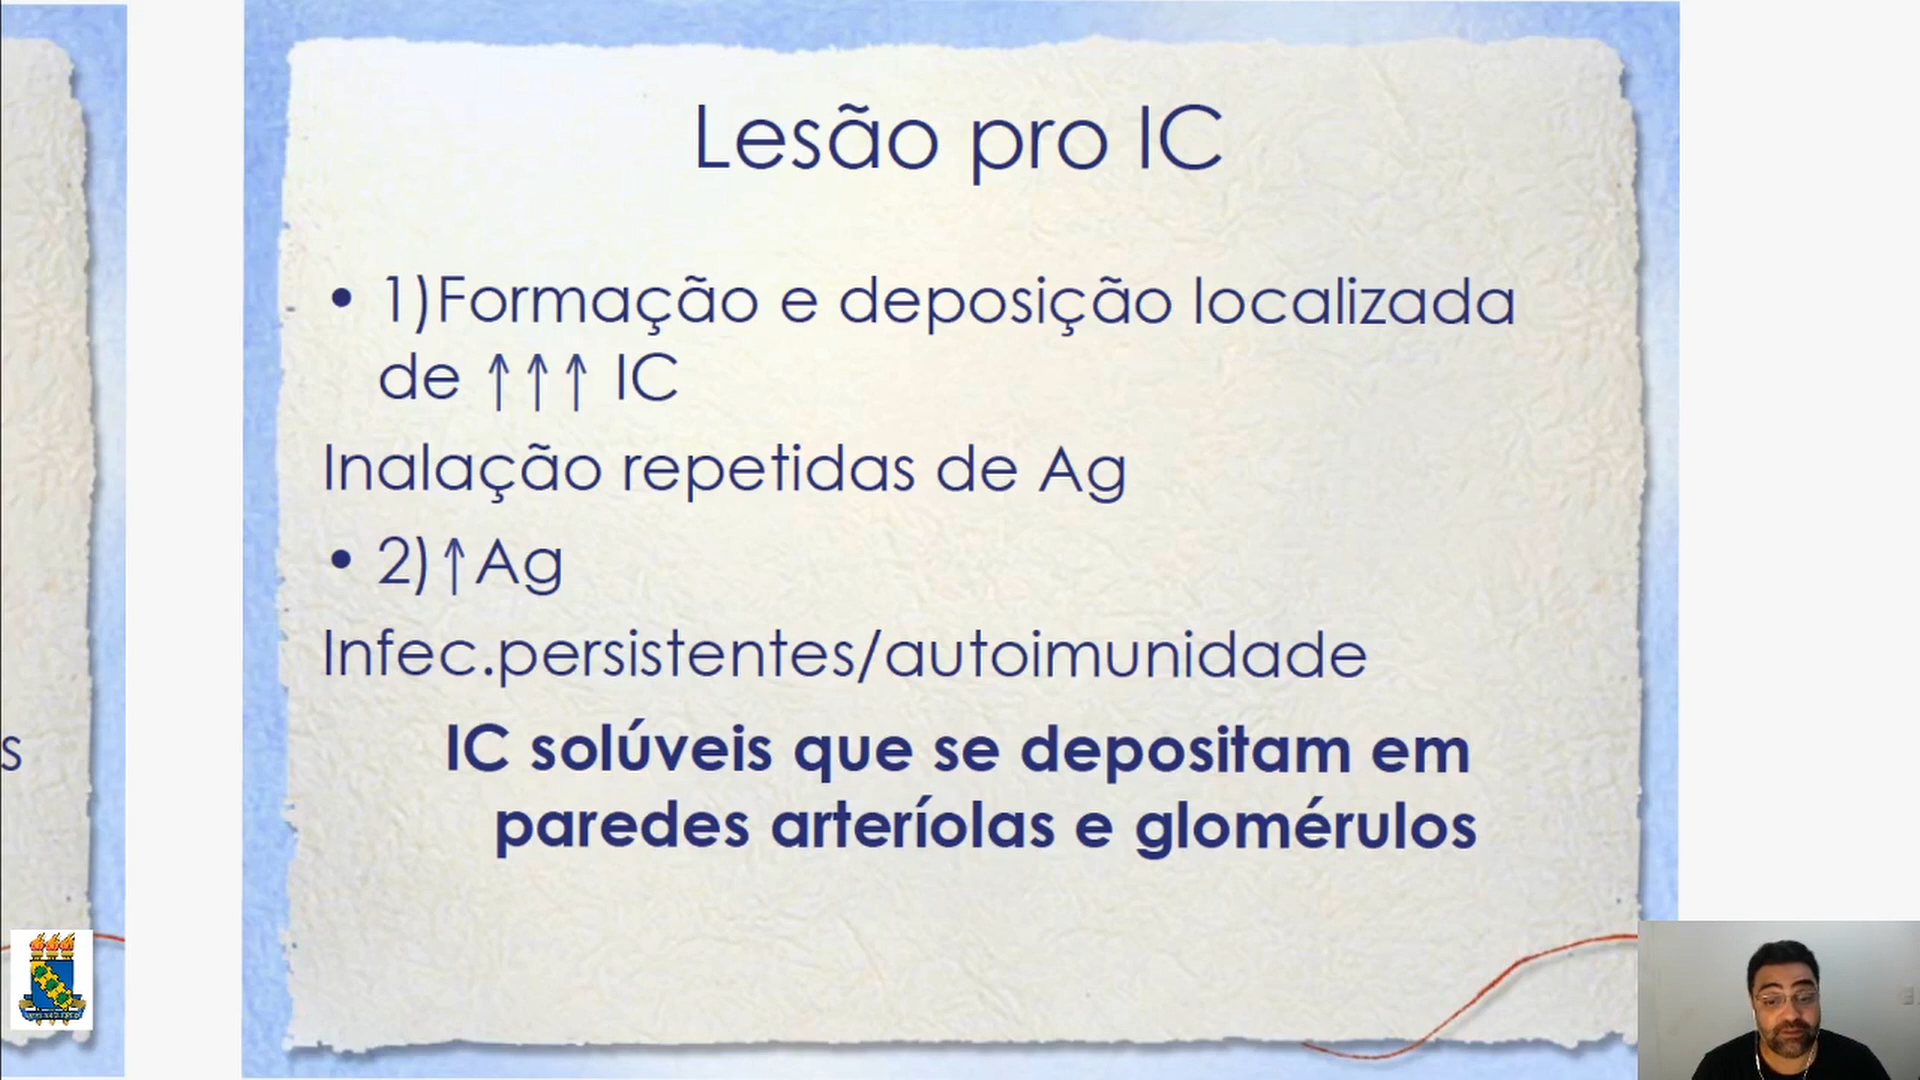 Lesão pro IC
• 1)Formação e deposição localizada
de ↑↑↑ IC
Inalação repetidas de Ag
• 2)↑Ag
Infec.persistentes/autoimunidade
IC solúveis que se depositam em
paredes arteríolas e glomérulos
s